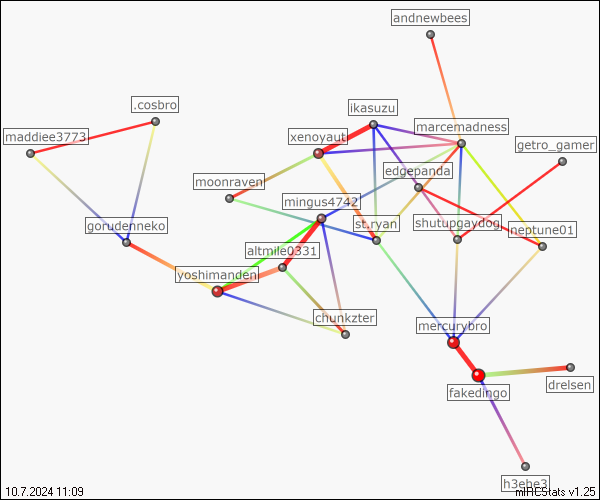 andnewbees
.cosbro
ikasuzu
maddiee3773
marcemadness
xenoyaut
getro_gamer
edgepanda
moonraven
mingus4742
gorudenneko
st.ryan
shutupgaydog
neptune01
altmile0331
yoshimanden
chunkzter
mercurybro
fakedingo
drelsen
h3ehe3
10.7.2024 11:09
mIRCStats v1.25